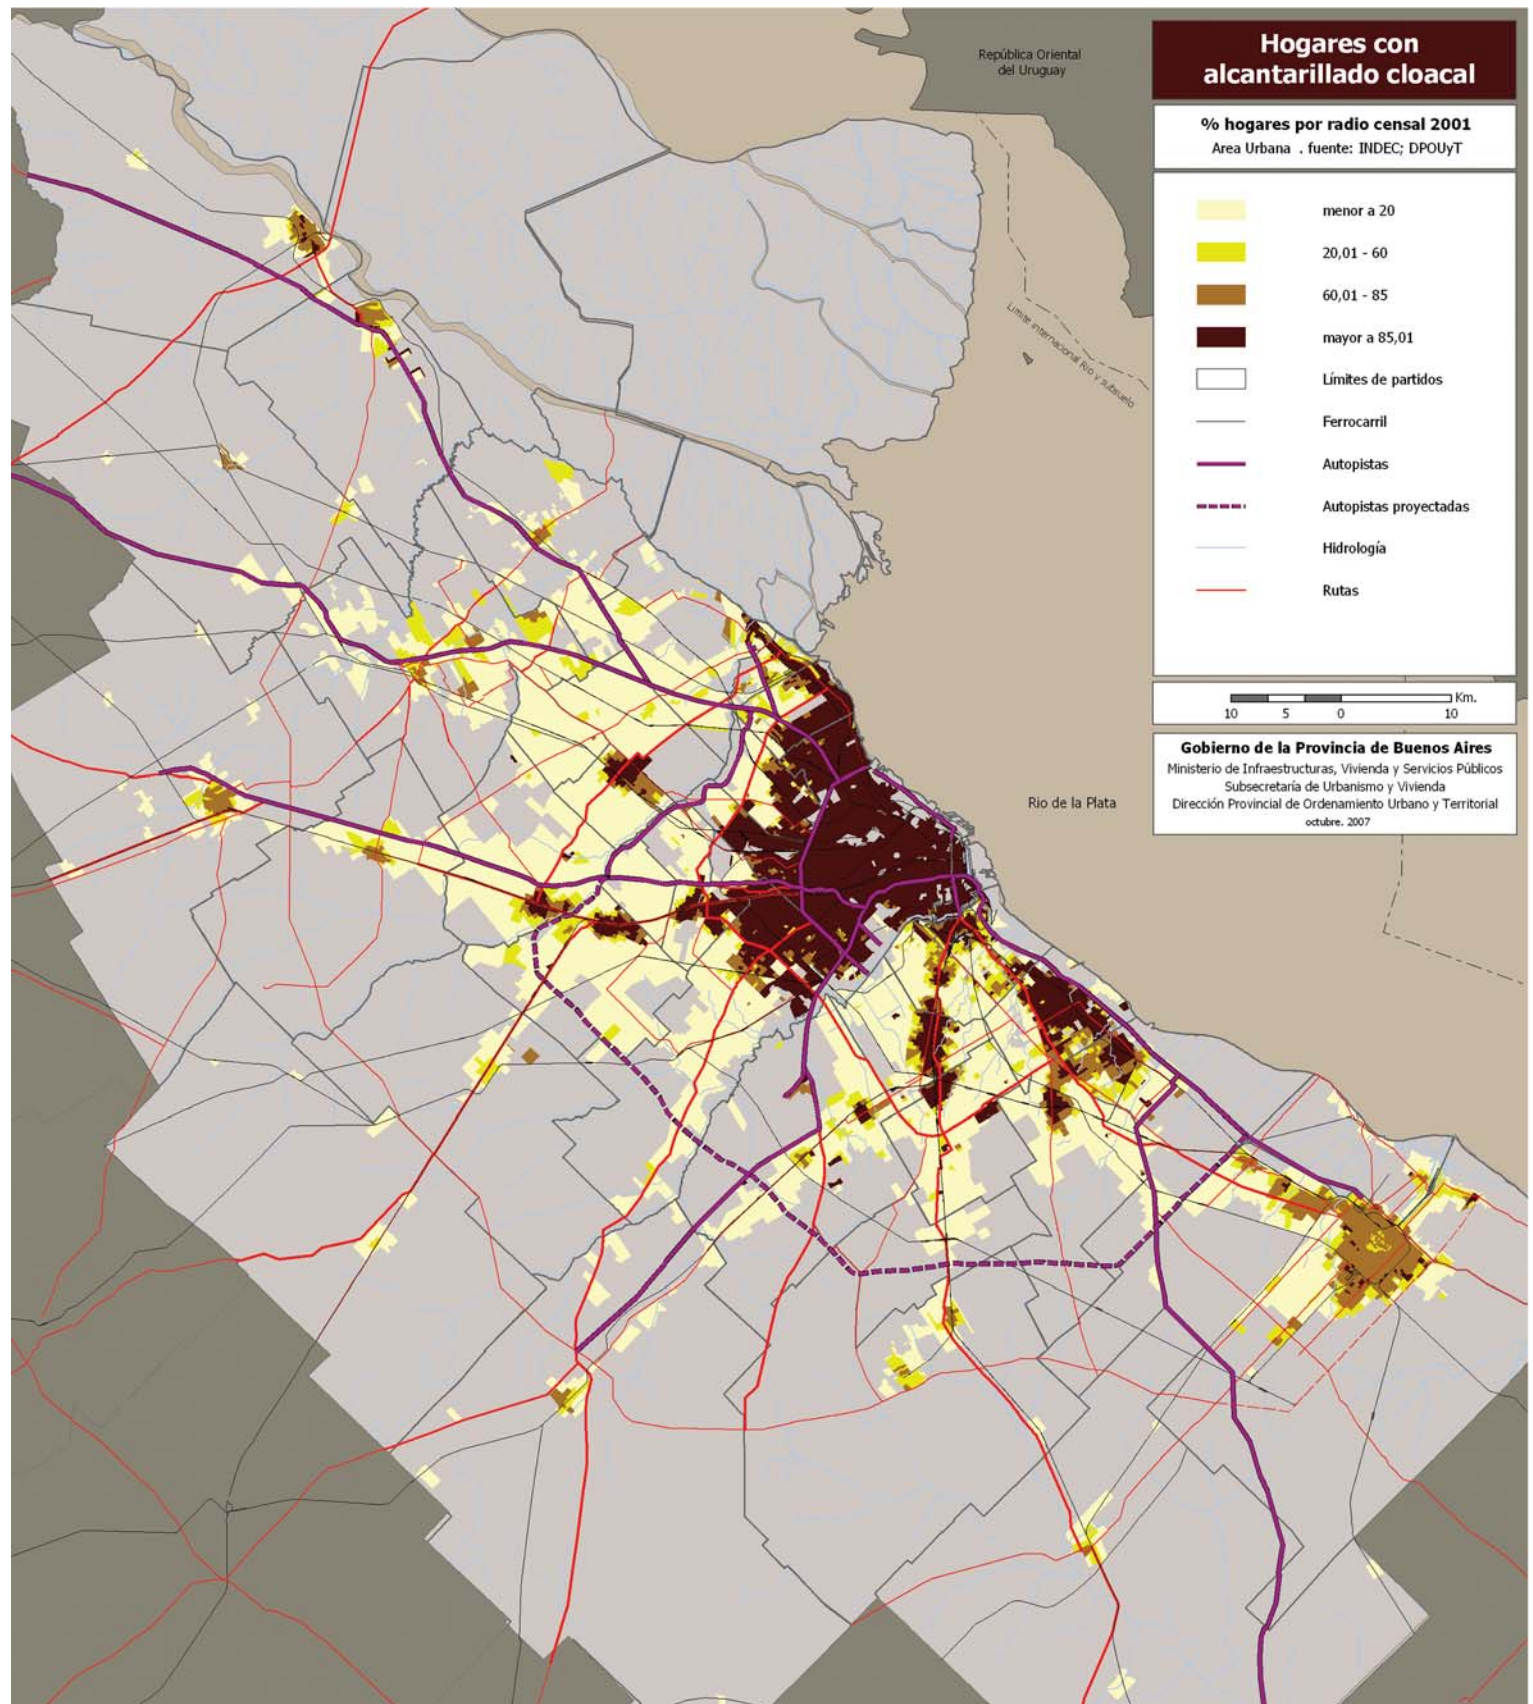 República Oriental
del Uruguay
Hogares con
alcantarillado cloacal
% hogares por radio censal 2001
Area Urbana . fuente: INDEC; DPOUyT
menor a 20
20,01 - 60
60,01 - 85
mayor a 85,01
Límites de partidos
Ferrocarril
Autopistas
Autopistas proyectadas
Hidrología
Rutas
Límite internacional Río y subsuelo
Km.
10 5 0 10
Gobierno de la Provincia de Buenos Aires
Ministerio de Infraestructuras, Vivienda y Servicios Públicos
Subsecretaría de Urbanismo y Vivienda
Dirección Provincial de Ordenamiento Urbano y Territorial
octubre. 2007
Rio de la Plata